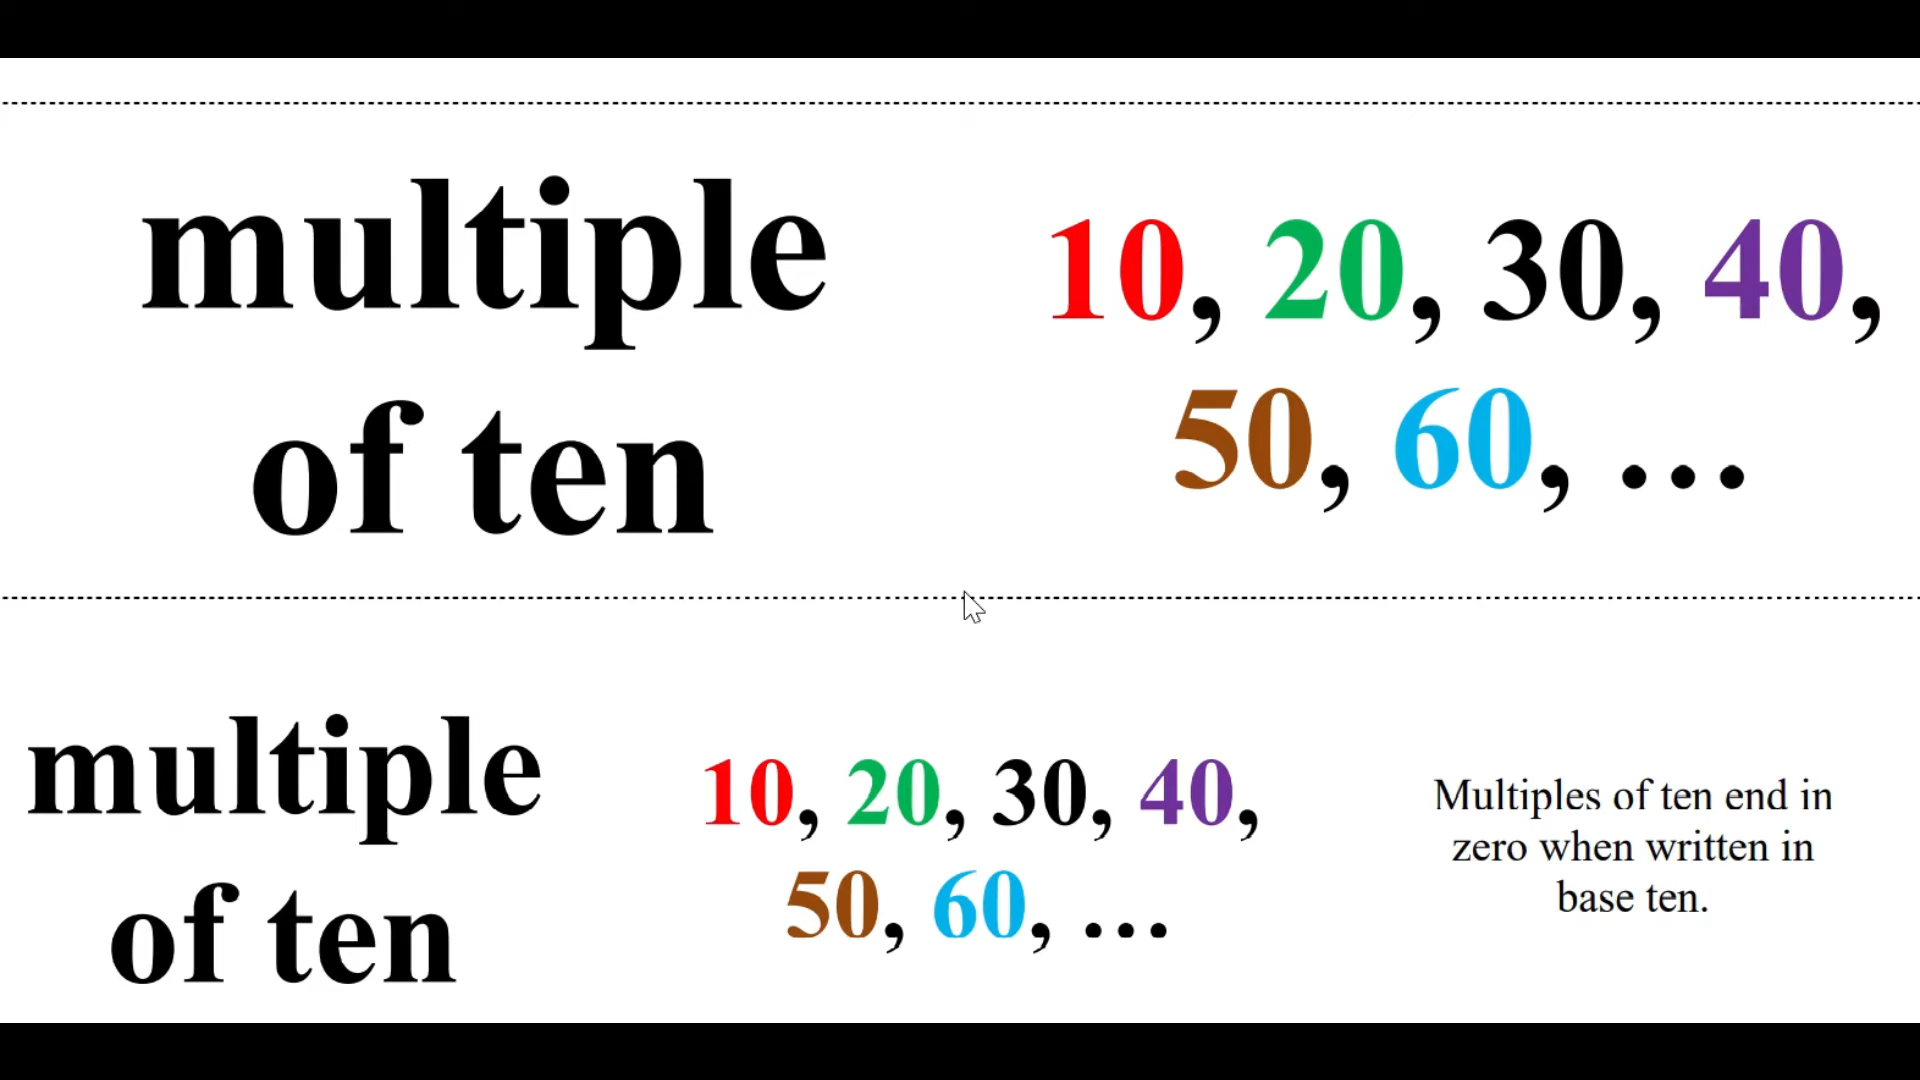 multiple
of ten
10, 20, 30, 40,
50, 60, ...
multiple
of ten
10, 20, 30, 40,
50, 60, ...
Multiples of ten end in
zero when written in
base ten.